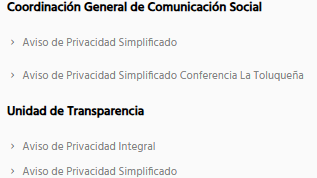 Coordinación General de Comunicación Social
Aviso de Privacidad Simplificado
Aviso de Privacidad Simplificado Conferencia La Toluqueña
Unidad de Transparencia
Aviso de Privacidad Integral
Aviso de Privacidad Simplificado